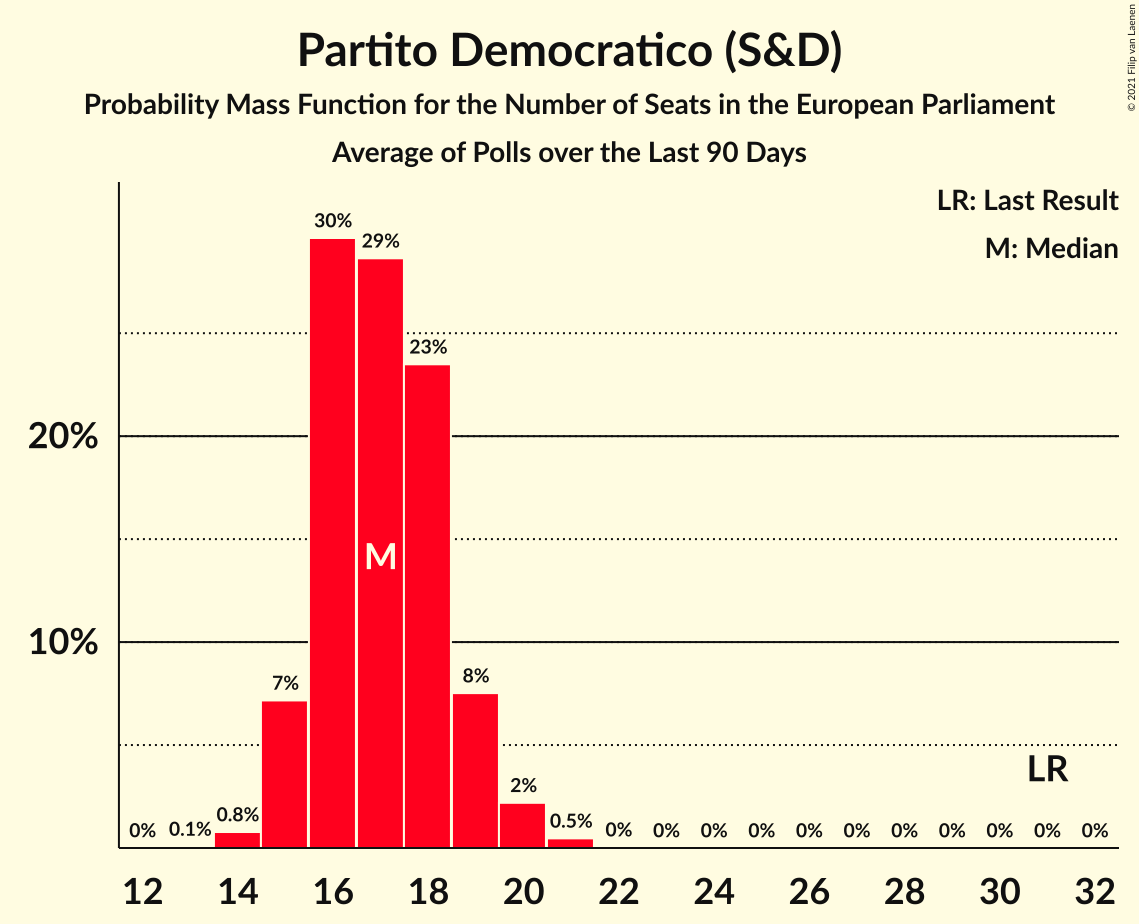 Partito Democratico (S&D)
Probability Mass Function for the Number of Seats in the European Parliament
Average of Polls over the Last 90 Days
© 2021 Filip van Laenen
LR: Last Result
M: Median
30%
29%
23%
20%
M
10%
7%
8%
LR
0%
0.1%
0.8%
2%
0.5%
0%
0%
0%
0%
0%
0%
0%
0%
0%
0%
0%
12 14 16 18 20 22 24 26 28 30 32